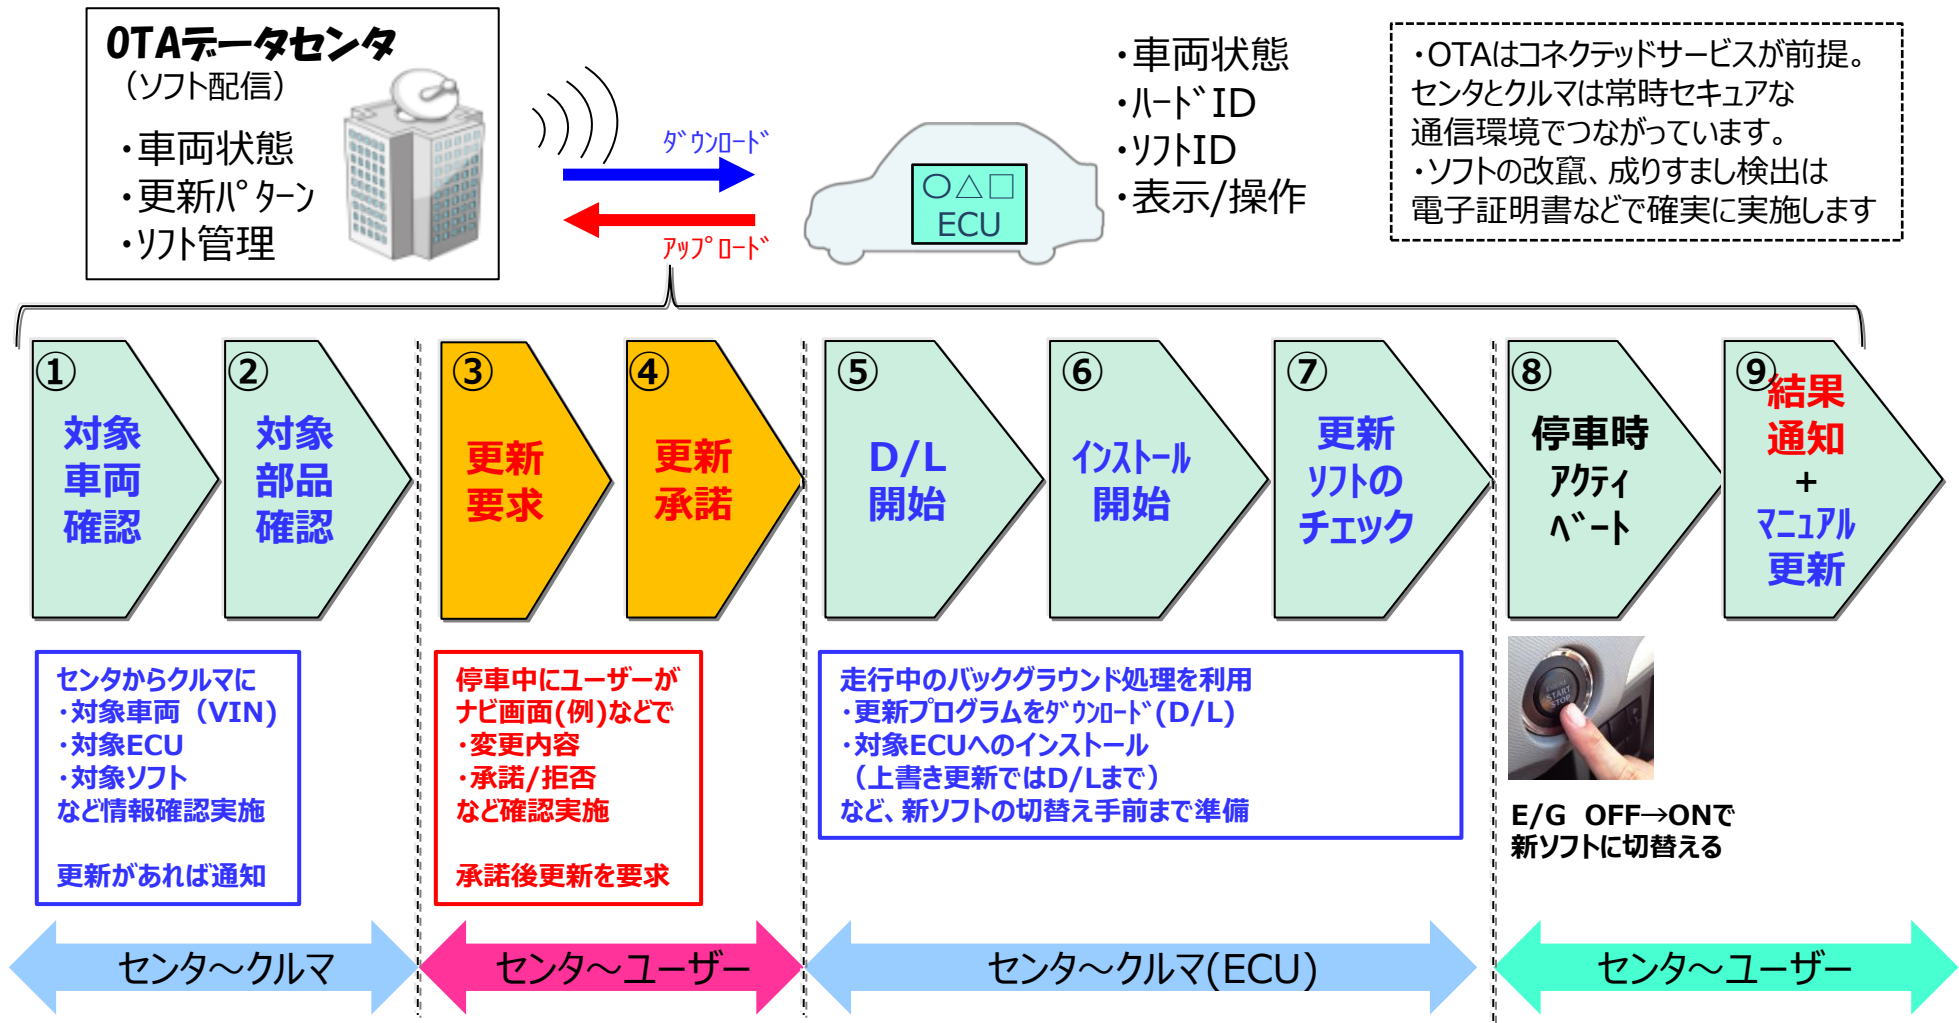 OTAデータセンタ
(ソフト配信)
・車両状態
・更新ﾊﾟﾀｰﾝ
・ｿﾌﾄ管理
ﾀﾞｳﾝﾛｰﾄﾞ
ｱｯﾌﾟﾛｰﾄﾞ
〇△□
ECU
・車両状態
・ﾊｰﾄﾞID
・ｿﾌﾄID
・表示/操作
・OTAはコネクテッドサービスが前提。
センタとクルマは常時セキュアな
通信環境でつながっています。
・ソフトの改竄、成りすまし検出は
電子証明書などで確実に実施します
①
対象
車両
確認
②
対象
部品
確認
③
更新
要求
④
更新
承諾
⑤
D/L
開始
⑥
ｲﾝｽﾄｰﾙ
開始
⑦
更新
ｿﾌﾄの
チェック
⑧
停車時
ｱｸﾃｨ
ﾍﾞｰﾄ
⑨
結果
通知
+
ﾏﾆｭｱﾙ
更新
センタからクルマに
・対象車両（VIN)
・対象ECU
・対象ソフト
など情報確認実施
更新があれば通知
停車中にユーザーが
ナビ画面(例)などで
・変更内容
・承諾/拒否
など確認実施
承諾後更新を要求
走行中のバックグラウンド処理を利用
・更新プログラムをﾀﾞｳﾝﾛｰﾄﾞ(D/L)
・対象ECUへのインストール
（上書き更新ではD/Lまで）
など、新ソフトの切替え手前まで準備
START
STOP
E/G OFF→ONで
新ソフトに切替える
センタ～クルマ
センタ～ユーザー
センタ～クルマ(ECU)
センタ～ユーザー